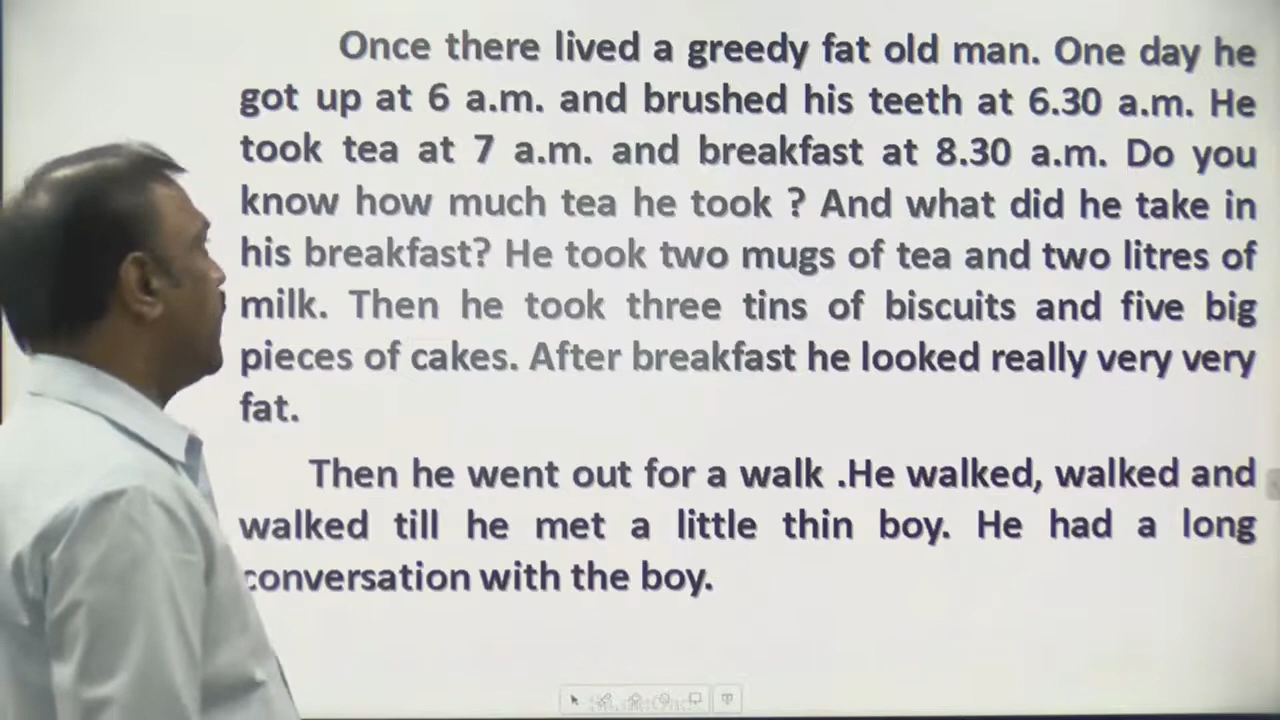 Once there lived a greedy fat old man. One day he
got up at 6 a.m. and brushed his teeth at 6.30 a.m. He
took tea at 7 a.m. and breakfast at 8.30 a.m. Do you
know how much tea he took ? And what did he take in
his breakfast? He took two mugs of tea and two litres of
milk. Then he took three tins of biscuits and five big
pieces of cakes. After breakfast he looked really very very
fat.
Then he went out for a walk .He walked, walked and
walked till he met a little thin boy. He had a long
conversation with the boy.